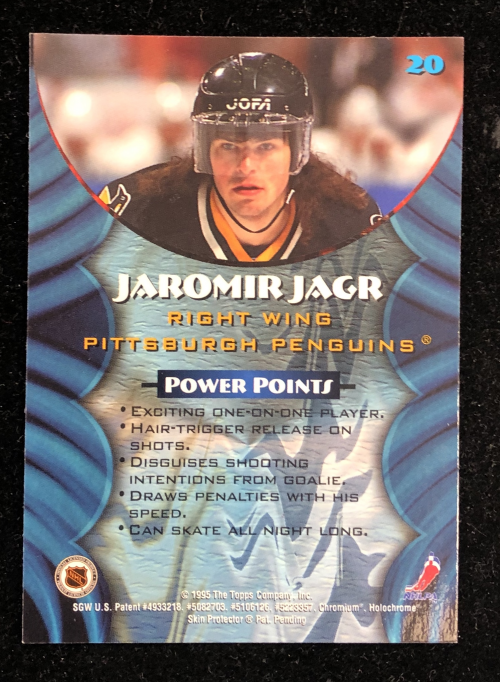 20
JOFA
JAROMIR JAGR
RIGHT WING
PITTSBURGH PENGUINS®
POWER POINTS
• EXCITING ONE-ON-ONE PLAYER.
• HAIR-TRIGGER RELEASE ON
SHOTS.
• DISGUISES SHOOTING
INTENTIONS FROM GOALIE.
• DRAWS PENALTIES WITH HIS
SPEED.
• CAN SKATE ALL NIGHT LONG.
NHL
NHLPA
© 1995 The Topps Company, Inc.
SGW U.S. Patent #4933218, #5082703, #5106126, #5223357, Chromium®, Holochrome
Skin Protector ® Pat. Pending